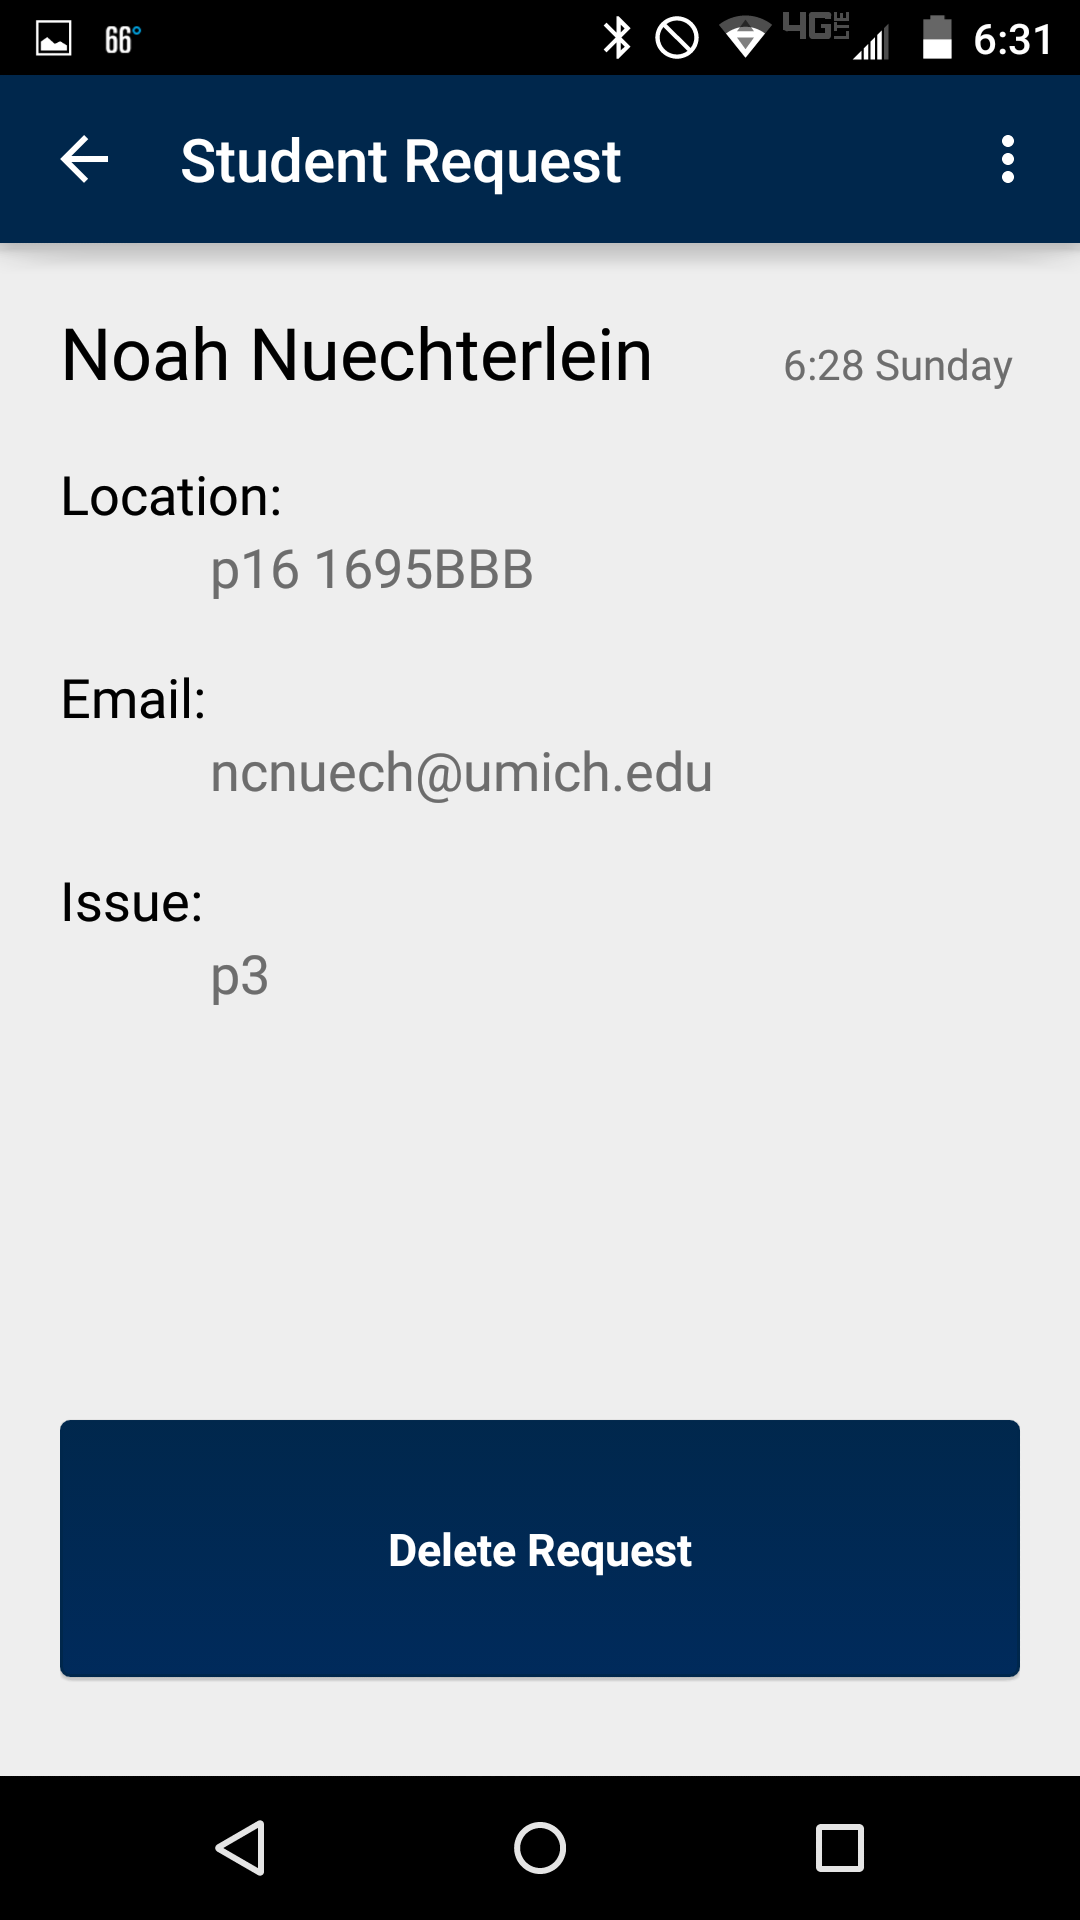 66° 4G LTE 6:31
Student Request
Noah Nuechterlein 6:28 Sunday
Location:
p16 1695BBB
Email:
ncnuech@umich.edu
Issue:
p3
Delete Request